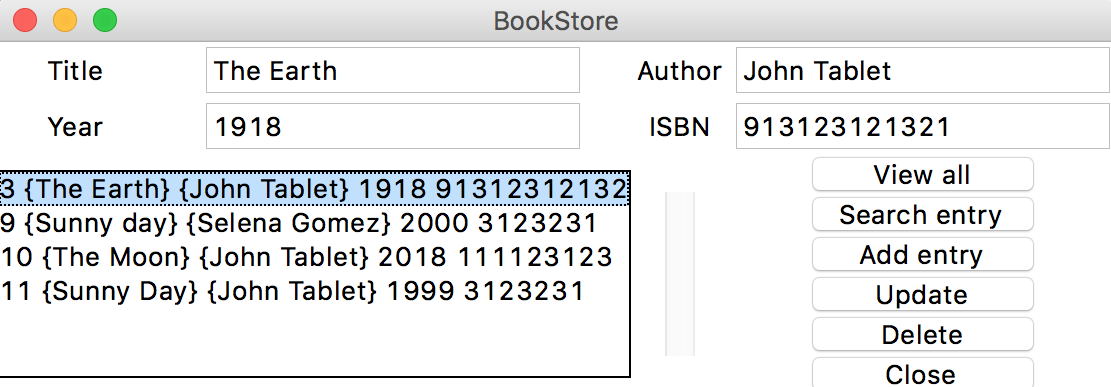 BookStore
Title The Earth Author John Tablet
Year 1918 ISBN 913123121321
3 {The Earth} {John Tablet} 1918 91312312132
9 {Sunny day} {Selena Gomez} 2000 3123231
10 {The Moon} {John Tablet} 2018 111123123
11 {Sunny Day} {John Tablet} 1999 3123231
View all
Search entry
Add entry
Update
Delete
Close